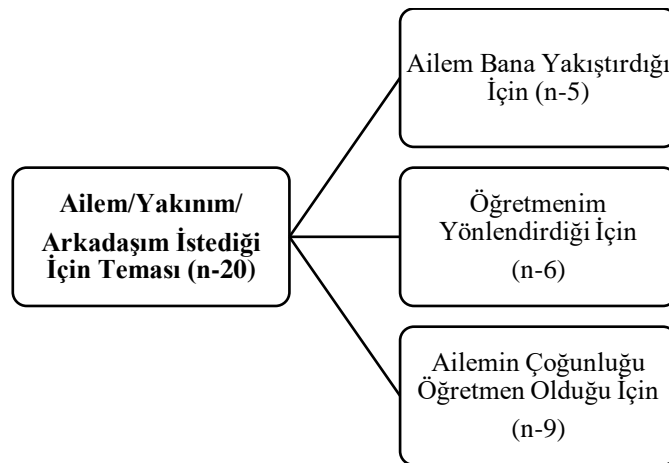 Ailem/Yakınım/
Arkadaşım İstediği
İçin Teması (n-20)
Ailem Bana Yakıştırdığı
İçin (n-5)
Öğretmenim
Yönlendirdiği İçin
(n-6)
Ailemin Çoğunluğu
Öğretmen Olduğu İçin
(n-9)